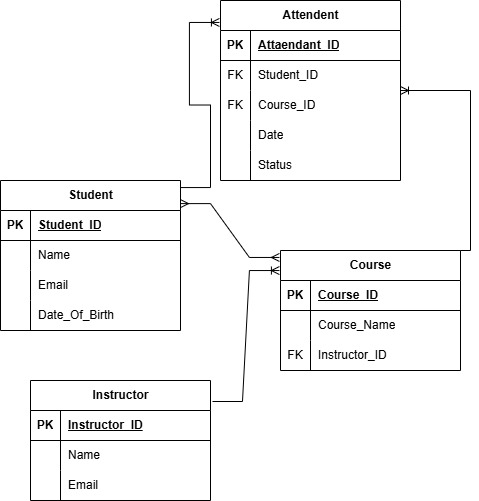 Attendent
PK Attaendant_ID
FK Student_ID
FK Course_ID
Date
Status
Student
PK Student_ID
Name
Email
Date_Of_Birth
Course
PK Course_ID
Course_Name
FK Instructor_ID
Instructor
PK Instructor_ID
Name
Email